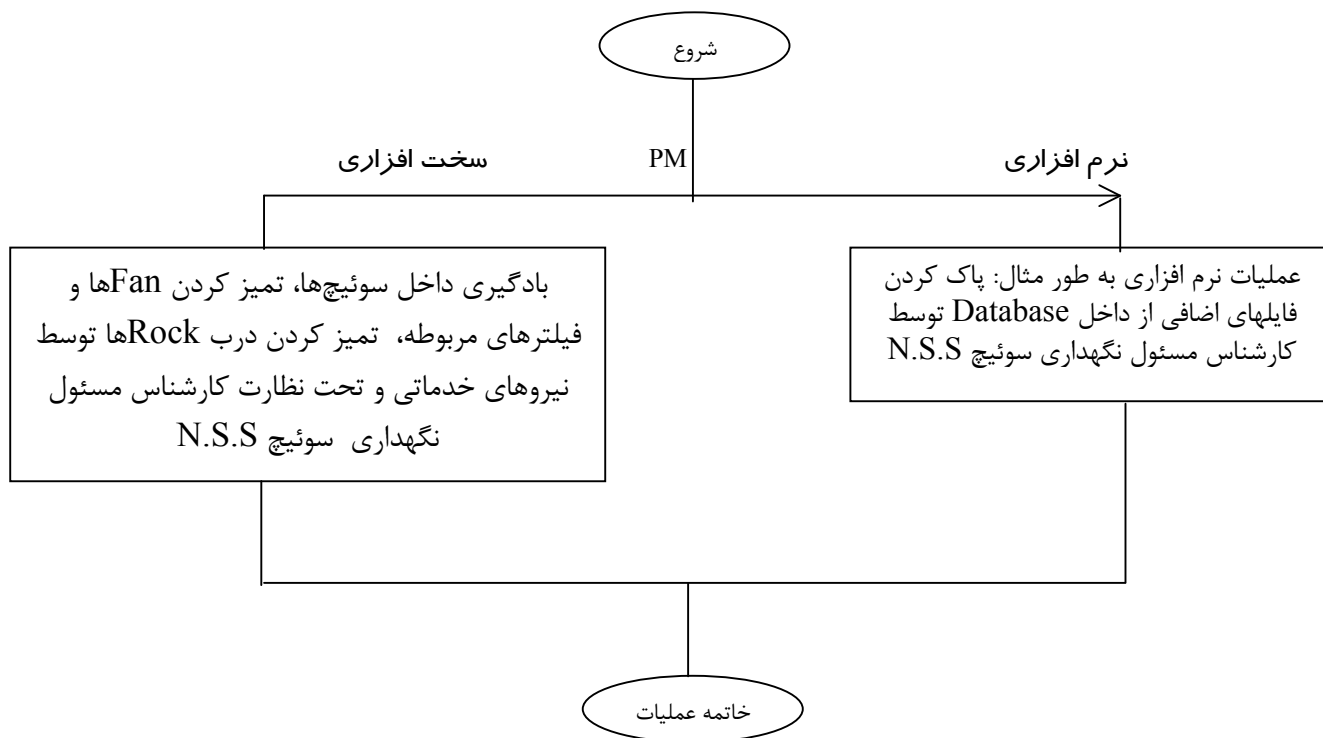 شروع
نرم افزاری
PM
سخت افزاری
عملیات نرم افزاری به طور مثال: پاک کردن
فایلهای اضافی از داخل Database توسط
کارشناس مسئول نگهداری سوئیچ N.S.S
بادگیری داخل سوئیچ‌ها، تمیز کردن Fanها و
فیلترهای مربوطه، تمیز کردن درب Rockها توسط
نیروهای خدماتی و تحت نظارت کارشناس مسئول
نگهداری سوئیچ N.S.S
خاتمه عملیات